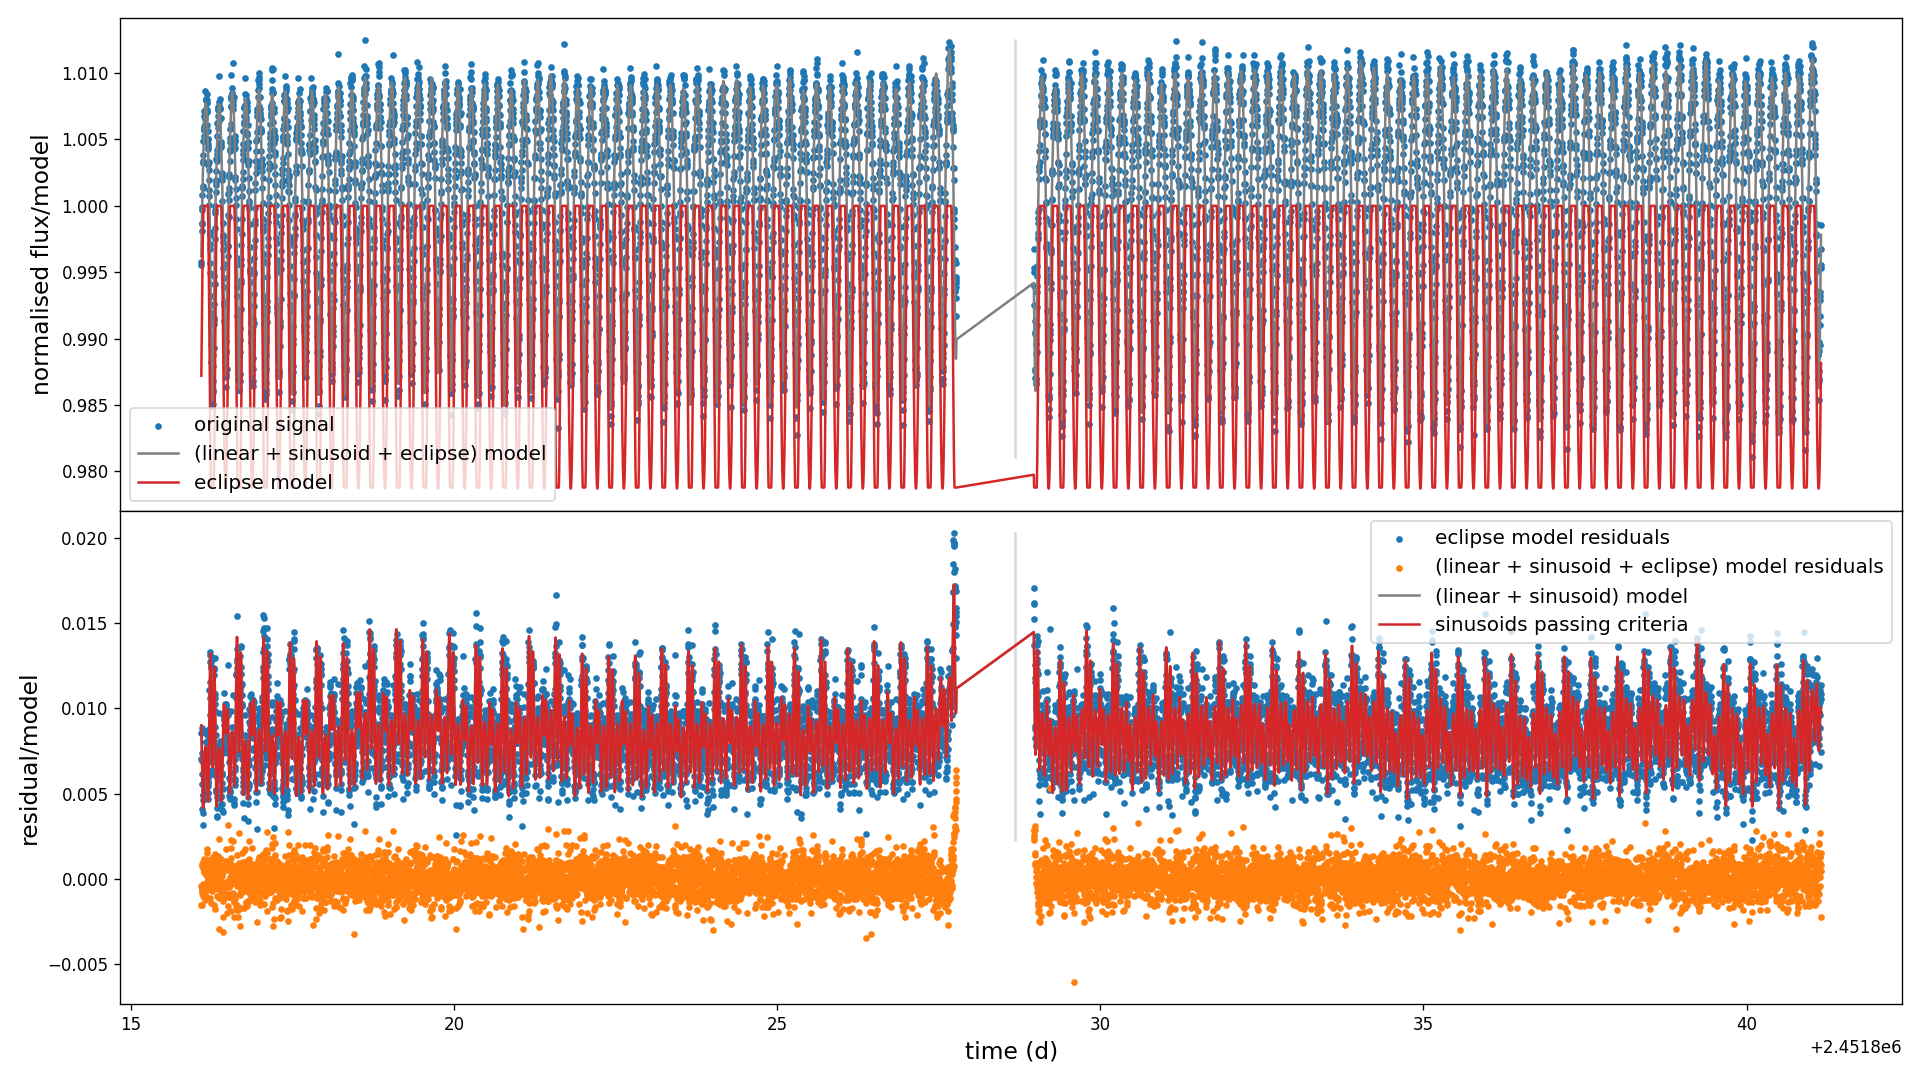 1.010
1.005
1.000
0.995
0.990
0.985
0.980
normalised flux/model
original signal
(linear + sinusoid + eclipse) model
eclipse model
0.020
0.015
0.010
0.005
0.000
−0.005
residual/model
eclipse model residuals
(linear + sinusoid + eclipse) model residuals
(linear + sinusoid) model
sinusoids passing criteria
15 20 25 30 35 40
time (d)
+2.4518e6